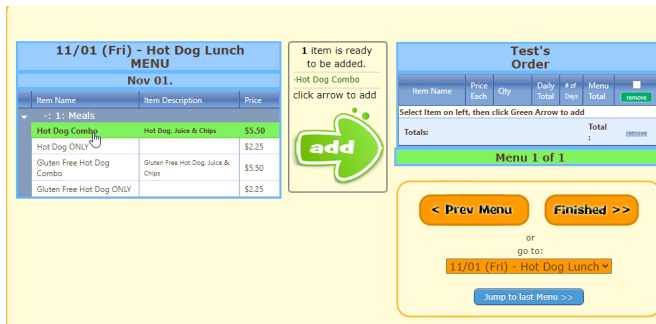 11/01 (Fri) - Hot Dog Lunch
MENU
Nov 01.
Item Name Item Description Price
-: 1: Meals
Hot Dog Combo Hot Dog, Juice & Chips $5.50
Hot Dog ONLY $2.25
Gluten Free Hot Dog Combo Gluten Free Hot Dog, Juice & Chips $5.50
Gluten Free Hot Dog ONLY $2.25
1 item is ready
to be added.
-Hot Dog Combo
click arrow to add
add
Test's
Order
Item Name Price Each Qty Daily Total # of Days Menu Total remove
Select Item on left, then click Green Arrow to add
Totals: Total : remove
Menu 1 of 1
< Prev Menu Finished >>
or
go to:
11/01 (Fri) - Hot Dog Lunch
Jump to last Menu >>